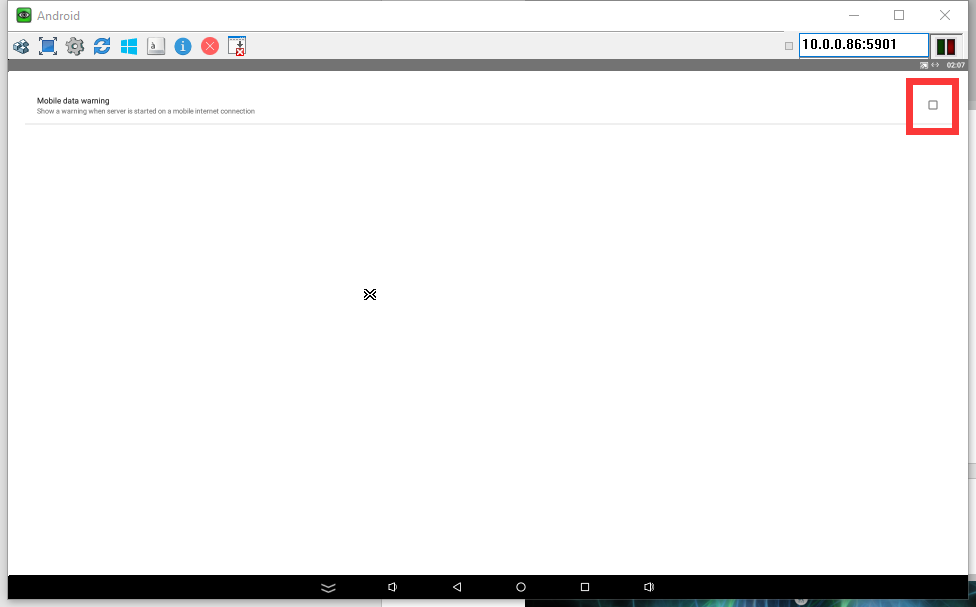 Android
à
i
10.0.0.86:5901
02:07
Mobile data warning
Show a warning when server is started on a mobile internet connection